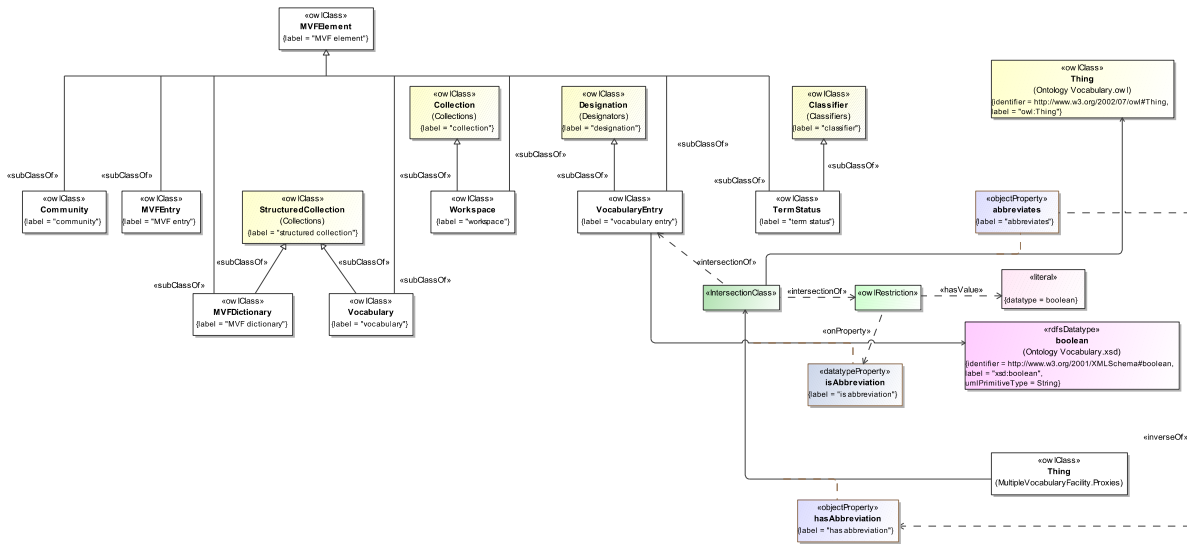 «owlClass»
MVFElement
{label = "MVF element"}
«owlClass»
Thing
(Ontology Vocabulary.owl)
{identifier = http://www.w3.org/2002/07/owl#Thing,
label = "owl:Thing"}
«owlClass»
Collection
(Collections)
{label = "collection"}
«owlClass»
Designation
(Designators)
{label = "designation"}
«owlClass»
Classifier
(Classifiers)
{label = "classifier"}
«subClassOf»
«subClassOf»
«subClassOf»
«subClassOf»
«subClassOf»
«subClassOf»
«subClassOf»
«subClassOf»
«owlClass»
Community
{label = "community"}
«owlClass»
MVFEntry
{label = "MVF entry"}
«owlClass»
StructuredCollection
(Collections)
{label = "structured collection"}
«owlClass»
Workspace
{label = "workspace"}
«owlClass»
VocabularyEntry
{label = "vocabulary entry"}
«owlClass»
TermStatus
{label = "term status"}
«objectProperty»
abbreviates
{label = "abbreviates"}
«subClassOf»
«subClassOf»
«subClassOf»
«subClassOf»
«intersectionOf»
«owlClass»
MVFDictionary
{label = "MVF dictionary"}
«owlClass»
Vocabulary
{label = "vocabulary"}
«IntersectionClass»
«intersectionOf»
«owlRestriction»
«hasValue»
«literal»
{datatype = boolean}
«onProperty»
«rdfsDatatype»
boolean
(Ontology Vocabulary.xsd)
{identifier = http://www.w3.org/2001/XMLSchema#boolean,
label = "xsd:boolean",
umlPrimitiveType = String}
«datatypeProperty»
isAbbreviation
{label = "is abbreviation"}
«inverseOf»
«owlClass»
Thing
(MultipleVocabularyFacility.Proxies)
«objectProperty»
hasAbbreviation
{label = "has abbreviation"}